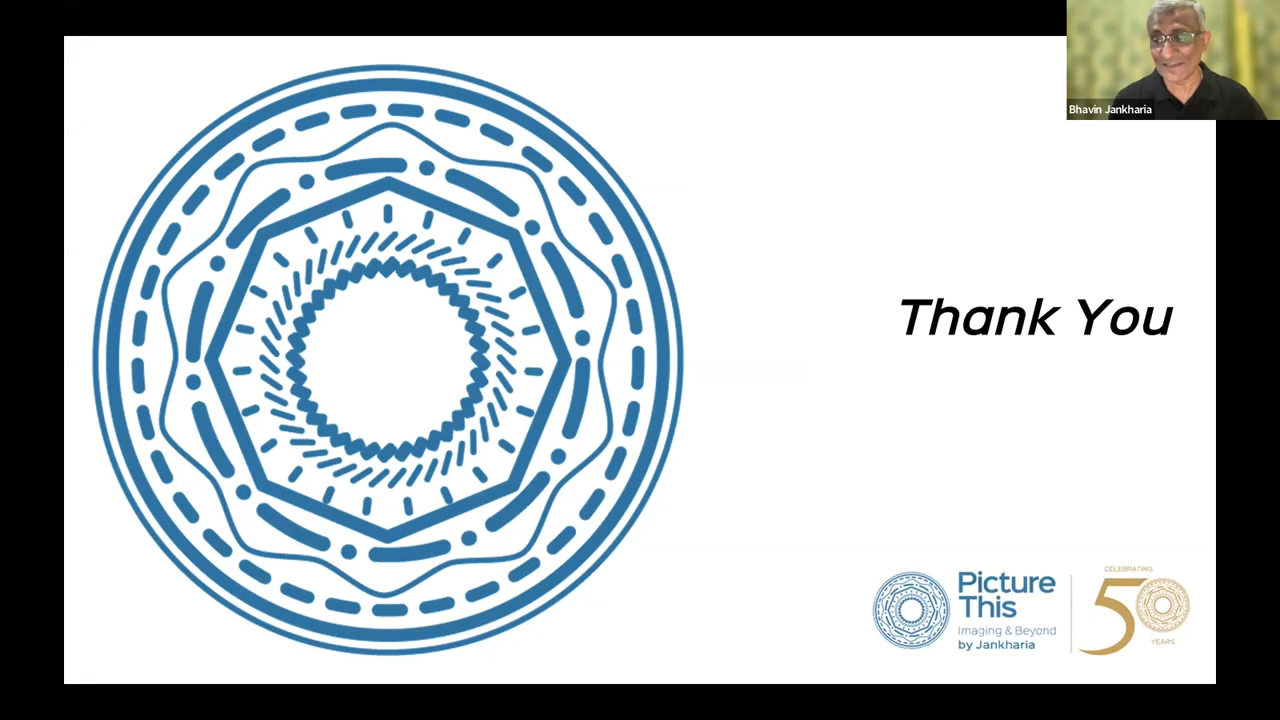 Bhavin Jankharia
Thank You
Picture
This
Imaging & Beyond
by Jankharia
CELEBRATING
50
YEARS